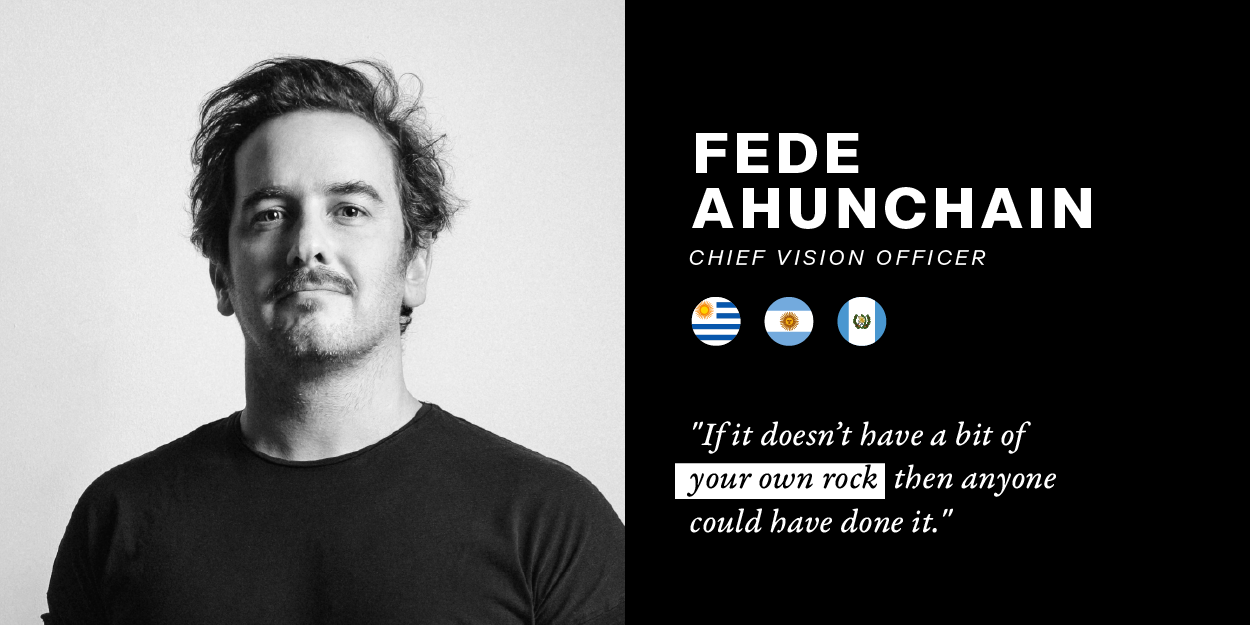 FEDE
AHUNCHAIN
CHIEF VISION OFFICER
"If it doesn’t have a bit of
your own rock then anyone
could have done it."